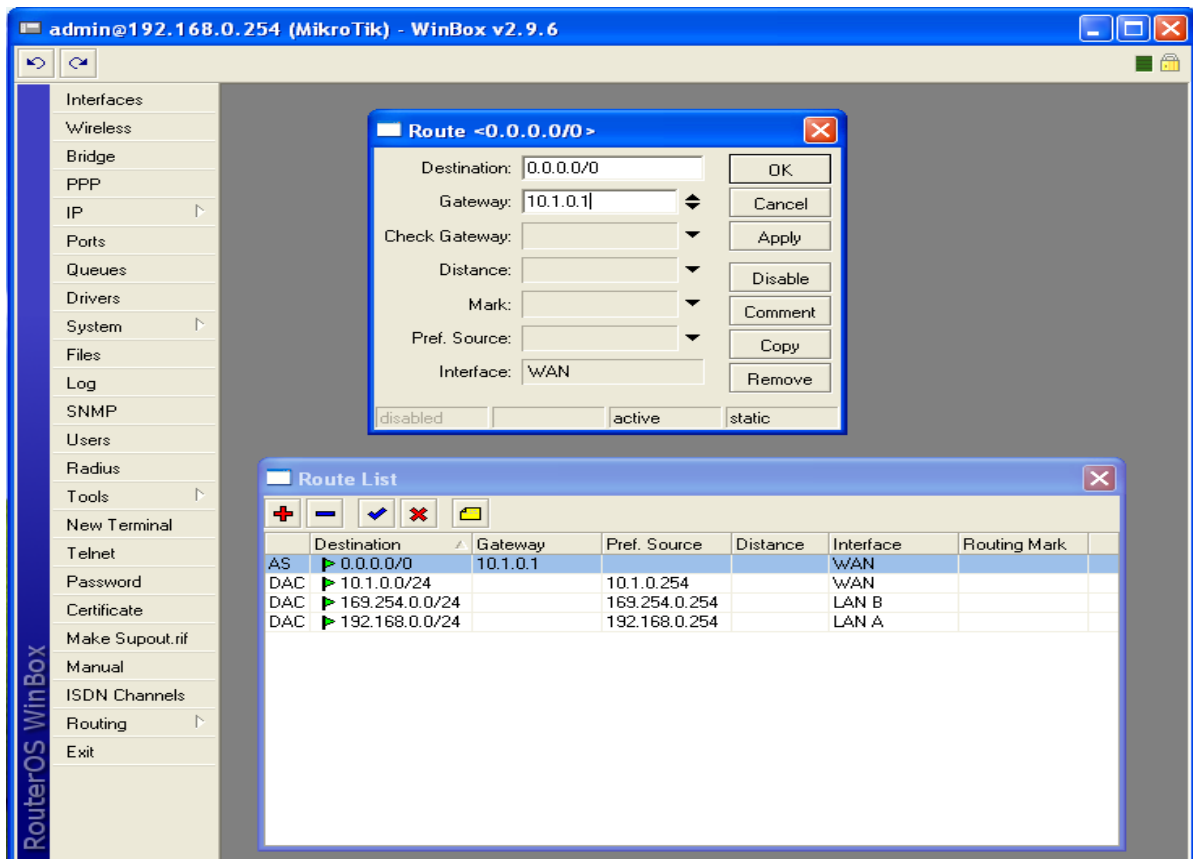 admin@192.168.0.254 (MikroTik) - WinBox v2.9.6
Interfaces
Wireless
Bridge
PPP
IP
Ports
Queues
Drivers
System
Files
Log
SNMP
Users
Radius
Tools
New Terminal
Telnet
Password
Certificate
Make Supout.rif
Manual
ISDN Channels
Routing
Exit
RouterOS WinBox
Route <0.0.0.0/0>
Destination: 0.0.0.0/0
Gateway: 10.1.0.1
Check Gateway:
Distance:
Mark:
Pref. Source:
Interface: WAN
OK
Cancel
Apply
Disable
Comment
Copy
Remove
disabled active static
Route List
Destination Gateway Pref. Source Distance Interface Routing Mark
AS 0.0.0.0/0 10.1.0.1 WAN
DAC 10.1.0.0/24 10.1.0.254 WAN
DAC 169.254.0.0/24 169.254.0.254 LAN B
DAC 192.168.0.0/24 192.168.0.254 LAN A